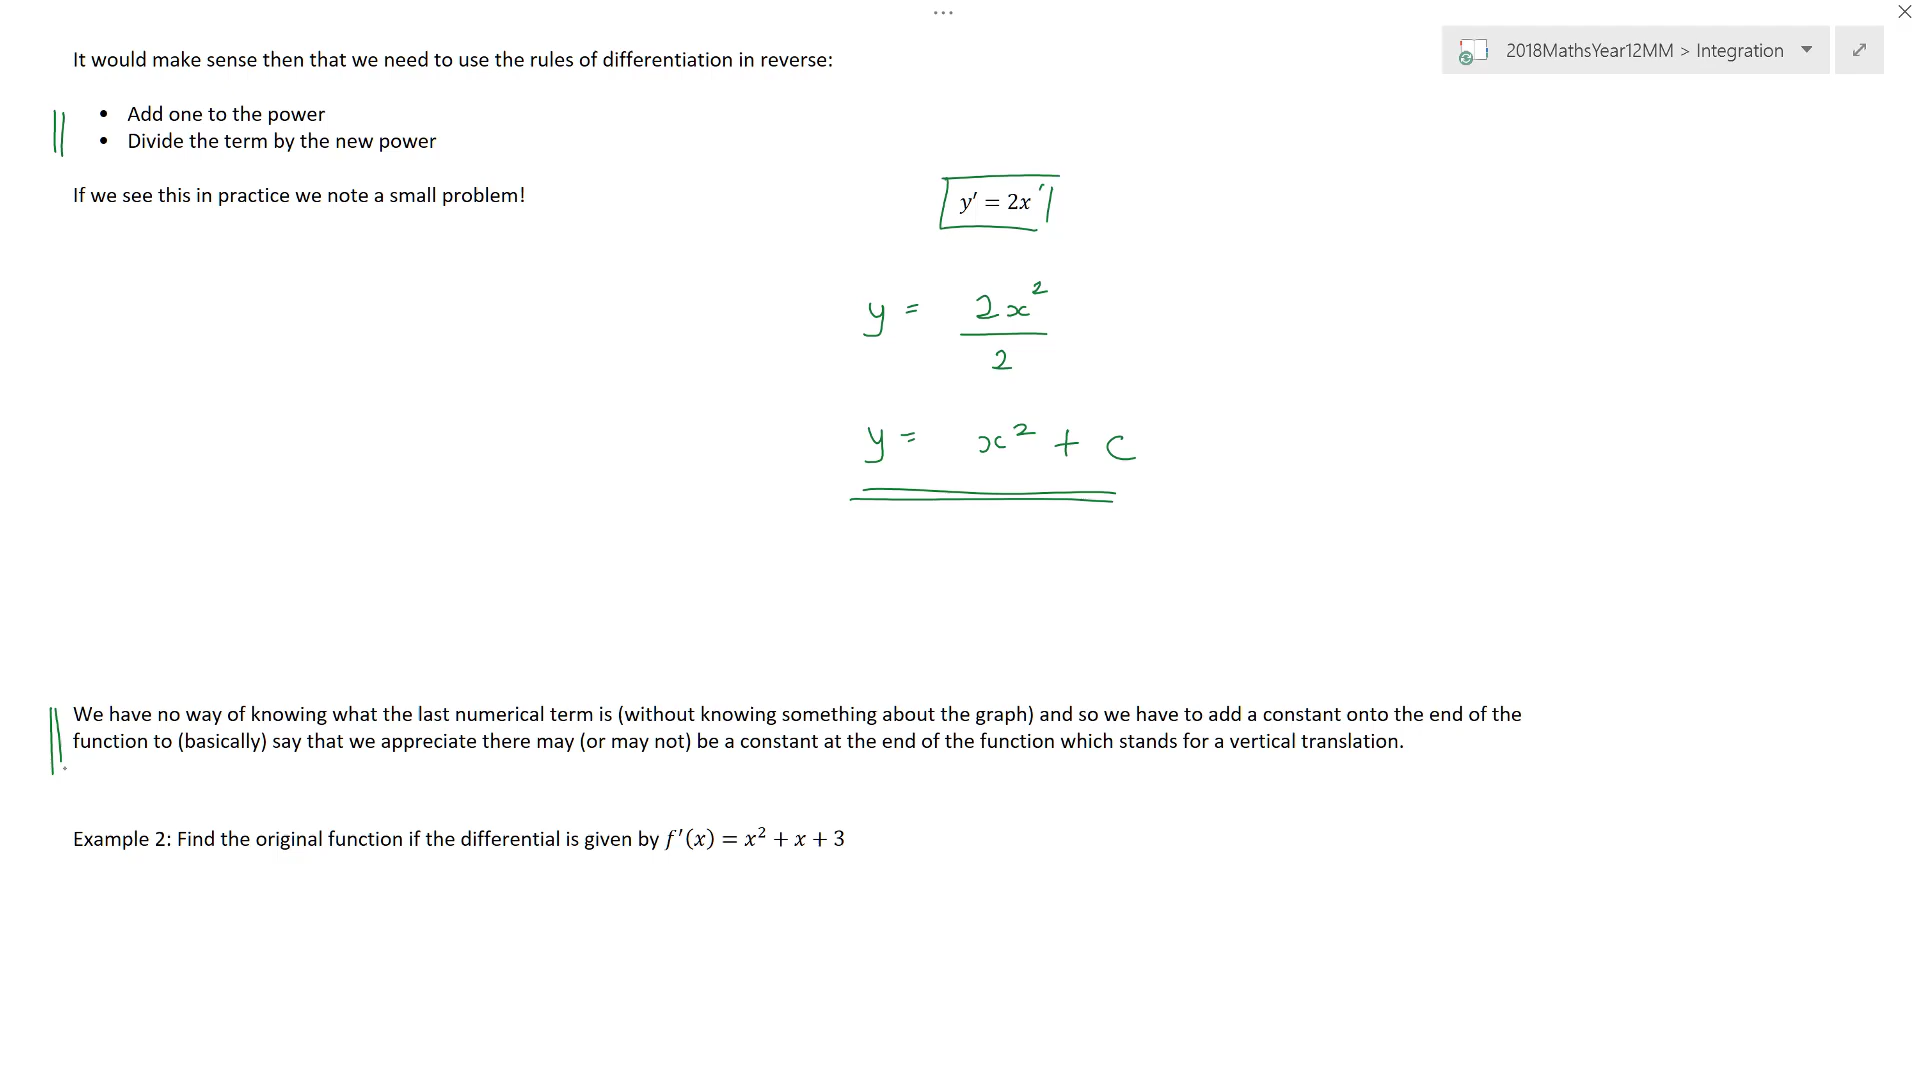 ...
2018MathsYear12MM > Integration
It would make sense then that we need to use the rules of differentiation in reverse:
• Add one to the power
• Divide the term by the new power
If we see this in practice we note a small problem!
y′ = 2x
y = 2x² / 2
y = x² + c
We have no way of knowing what the last numerical term is (without knowing something about the graph) and so we have to add a constant onto the end of the
function to (basically) say that we appreciate there may (or may not) be a constant at the end of the function which stands for a vertical translation.
Example 2: Find the original function if the differential is given by f′(x) = x² + x + 3